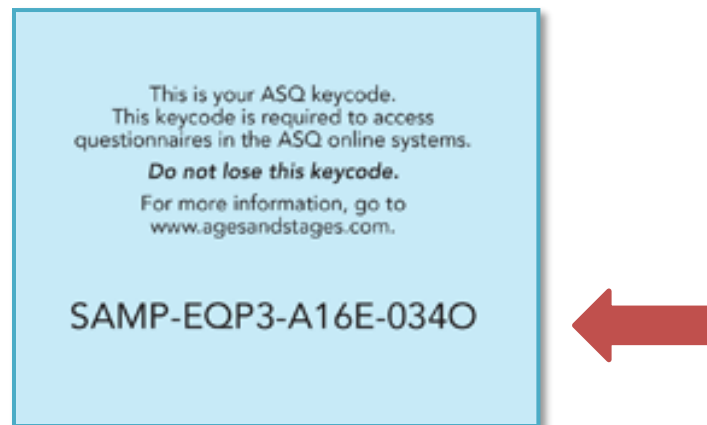 This is your ASQ keycode.
This keycode is required to access
questionnaires in the ASQ online systems.
Do not lose this keycode.
For more information, go to
www.agesandstages.com.
SAMP-EQP3-A16E-034O